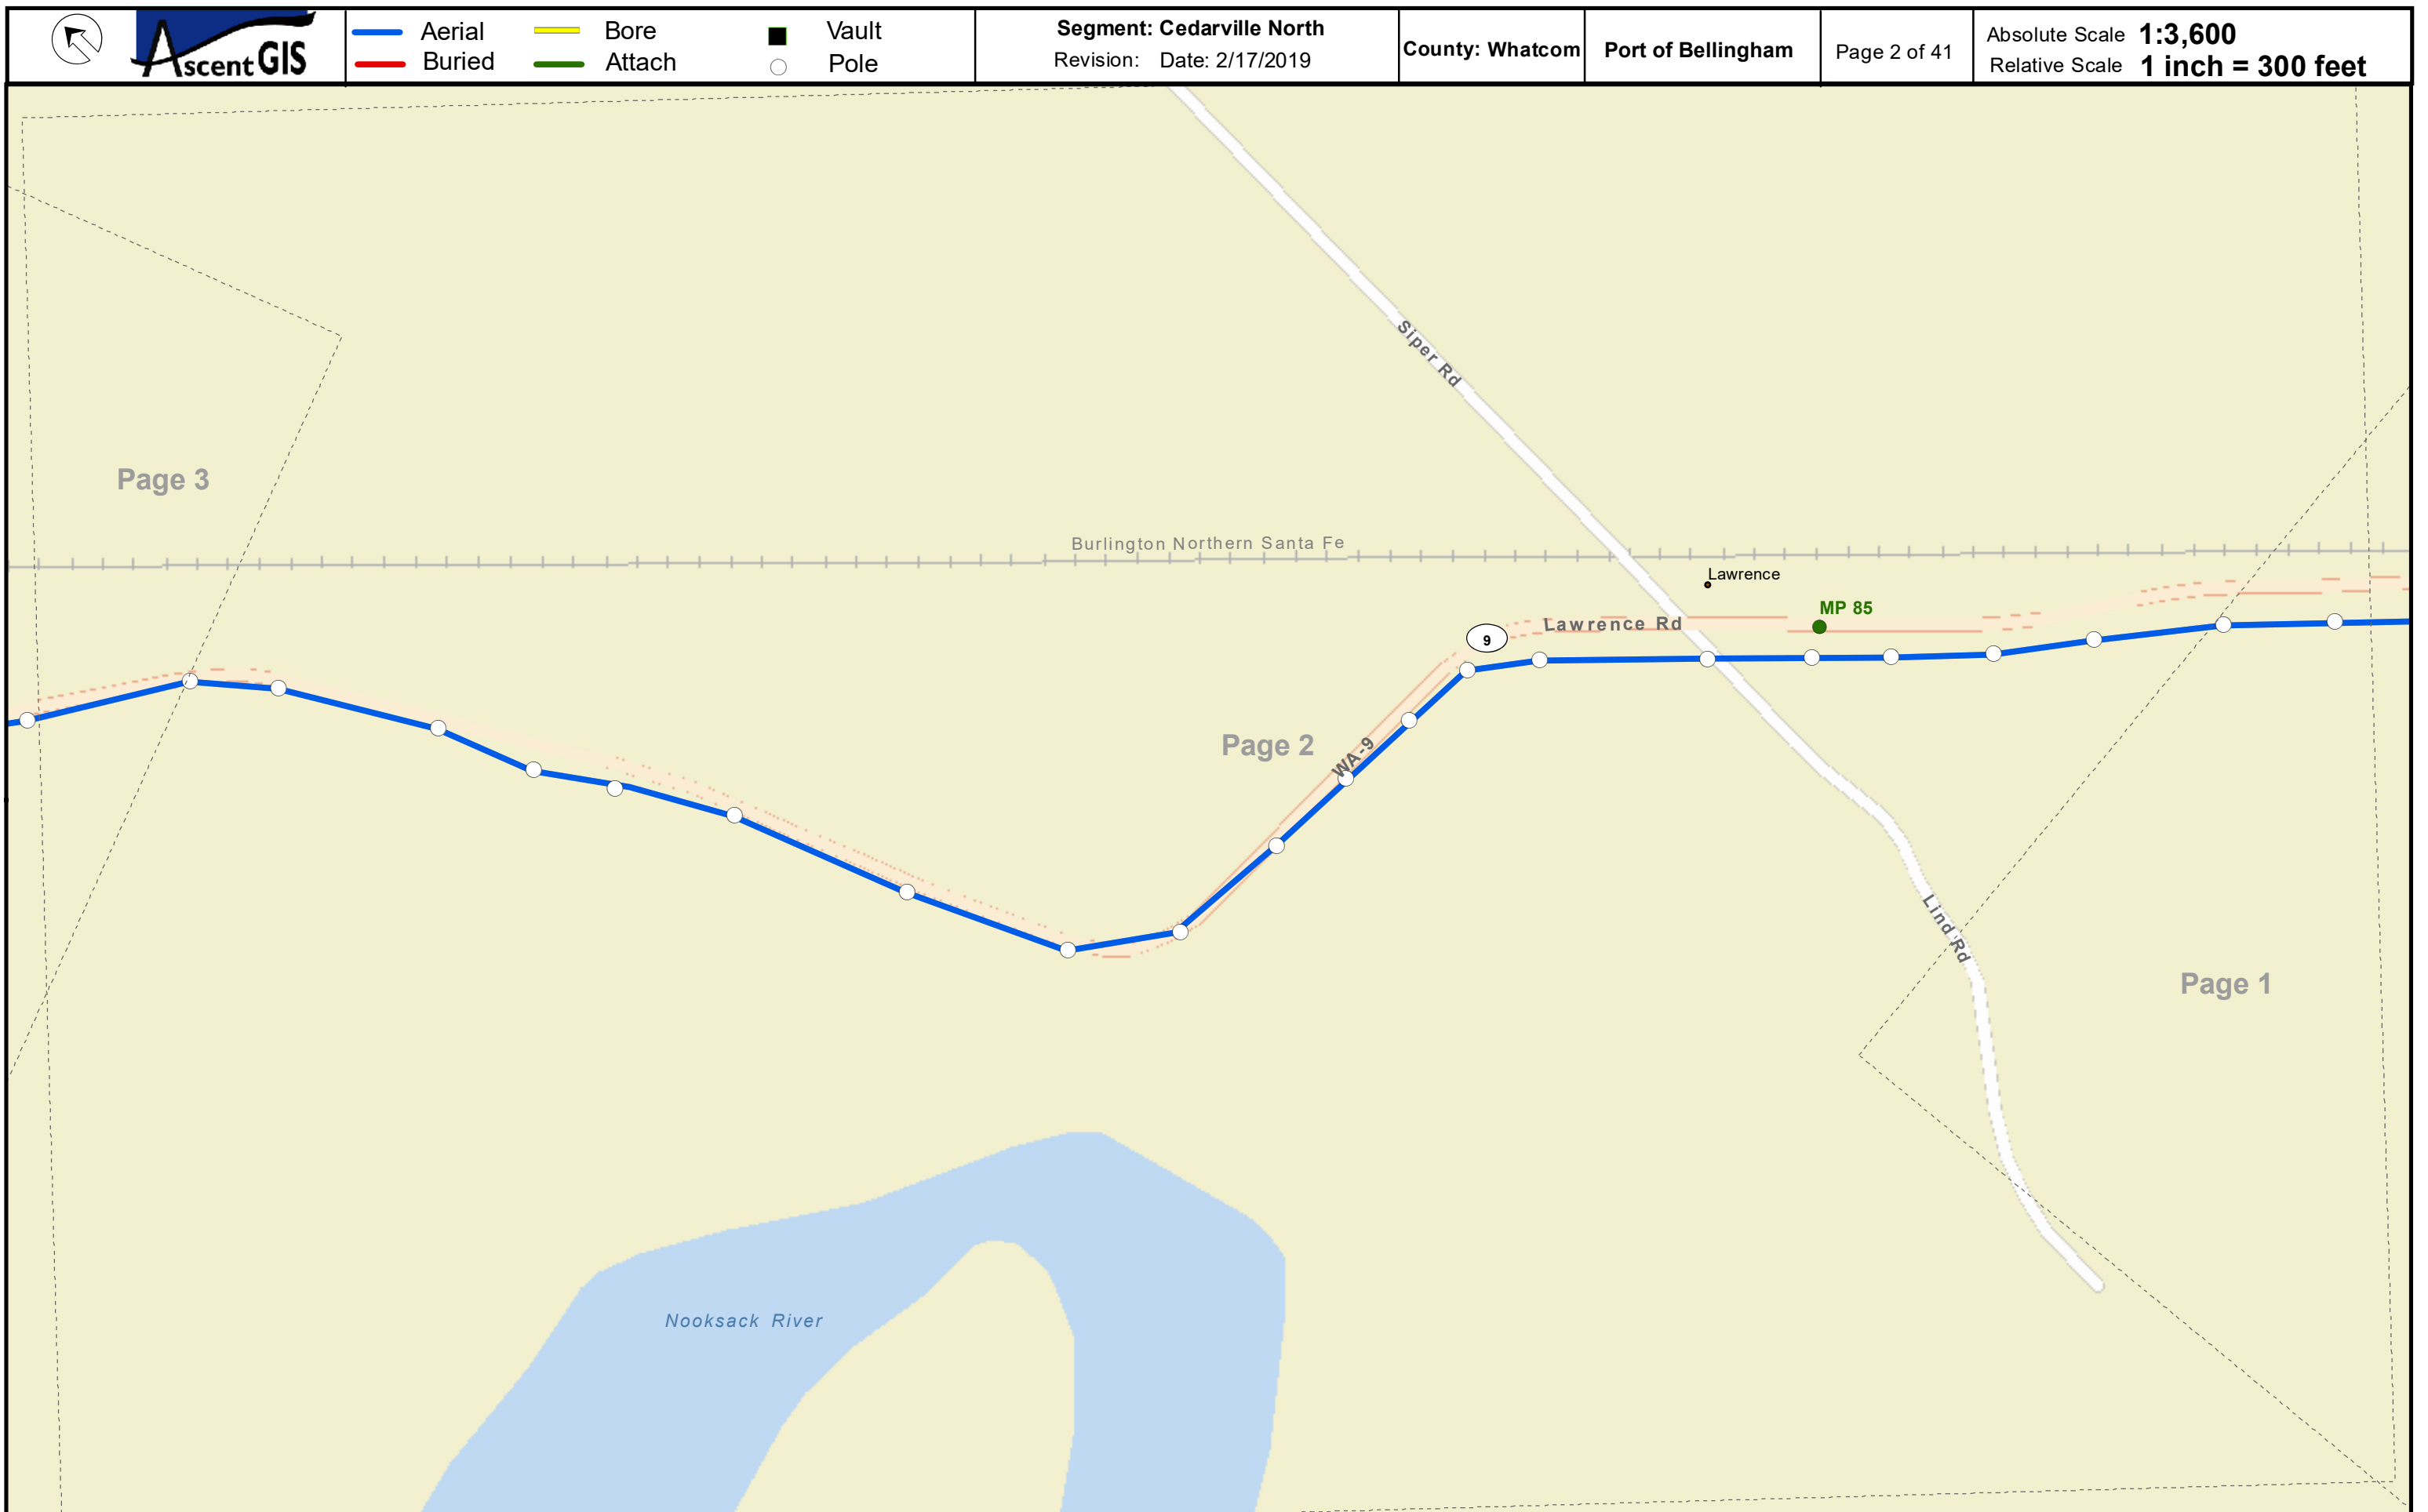 Ascent GIS
Aerial
Buried
Bore
Attach
Vault
Pole
Segment: Cedarville North
Revision: Date: 2/17/2019
County: Whatcom
Port of Bellingham
Page 2 of 41
Absolute Scale 1:3,600
Relative Scale 1 inch = 300 feet
Siper Rd
Page 3
Burlington Northern Santa Fe
Lawrence
MP 85
Lawrence Rd
9
Page 2
WA-9
Lind Rd
Page 1
Nooksack River